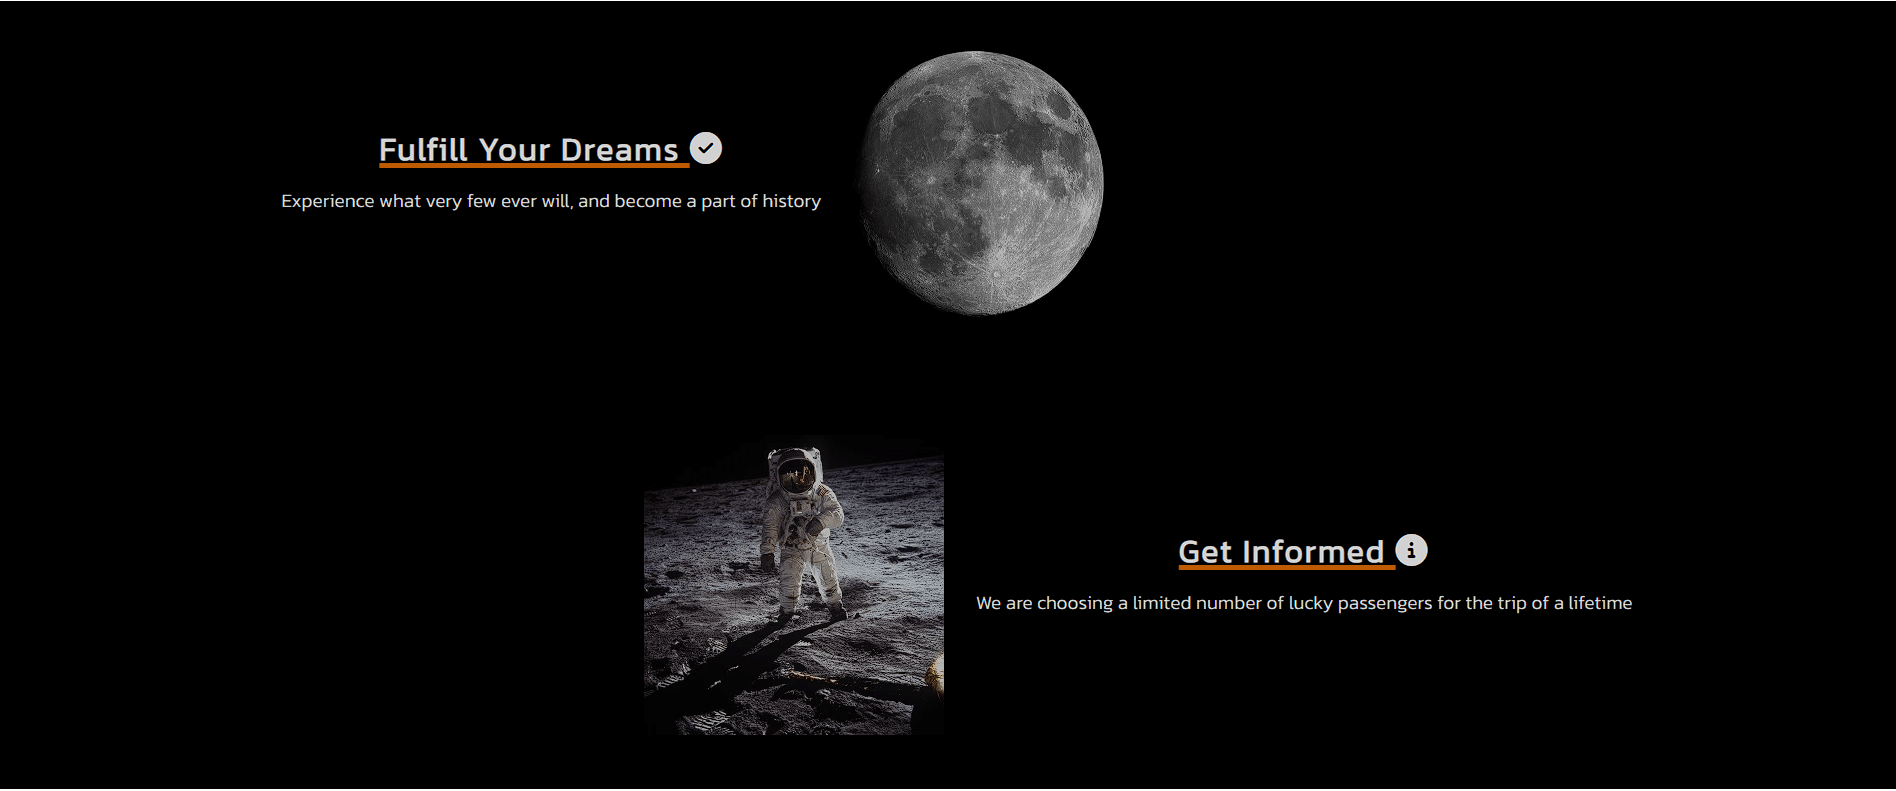 Fulfill Your Dreams
Experience what very few ever will, and become a part of history
Get Informed
We are choosing a limited number of lucky passengers for the trip of a lifetime